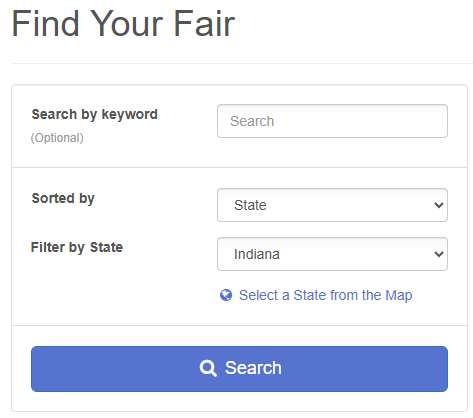 Find Your Fair
Search by keyword
(Optional)
Search
Sorted by
State
Filter by State
Indiana
Select a State from the Map
Search